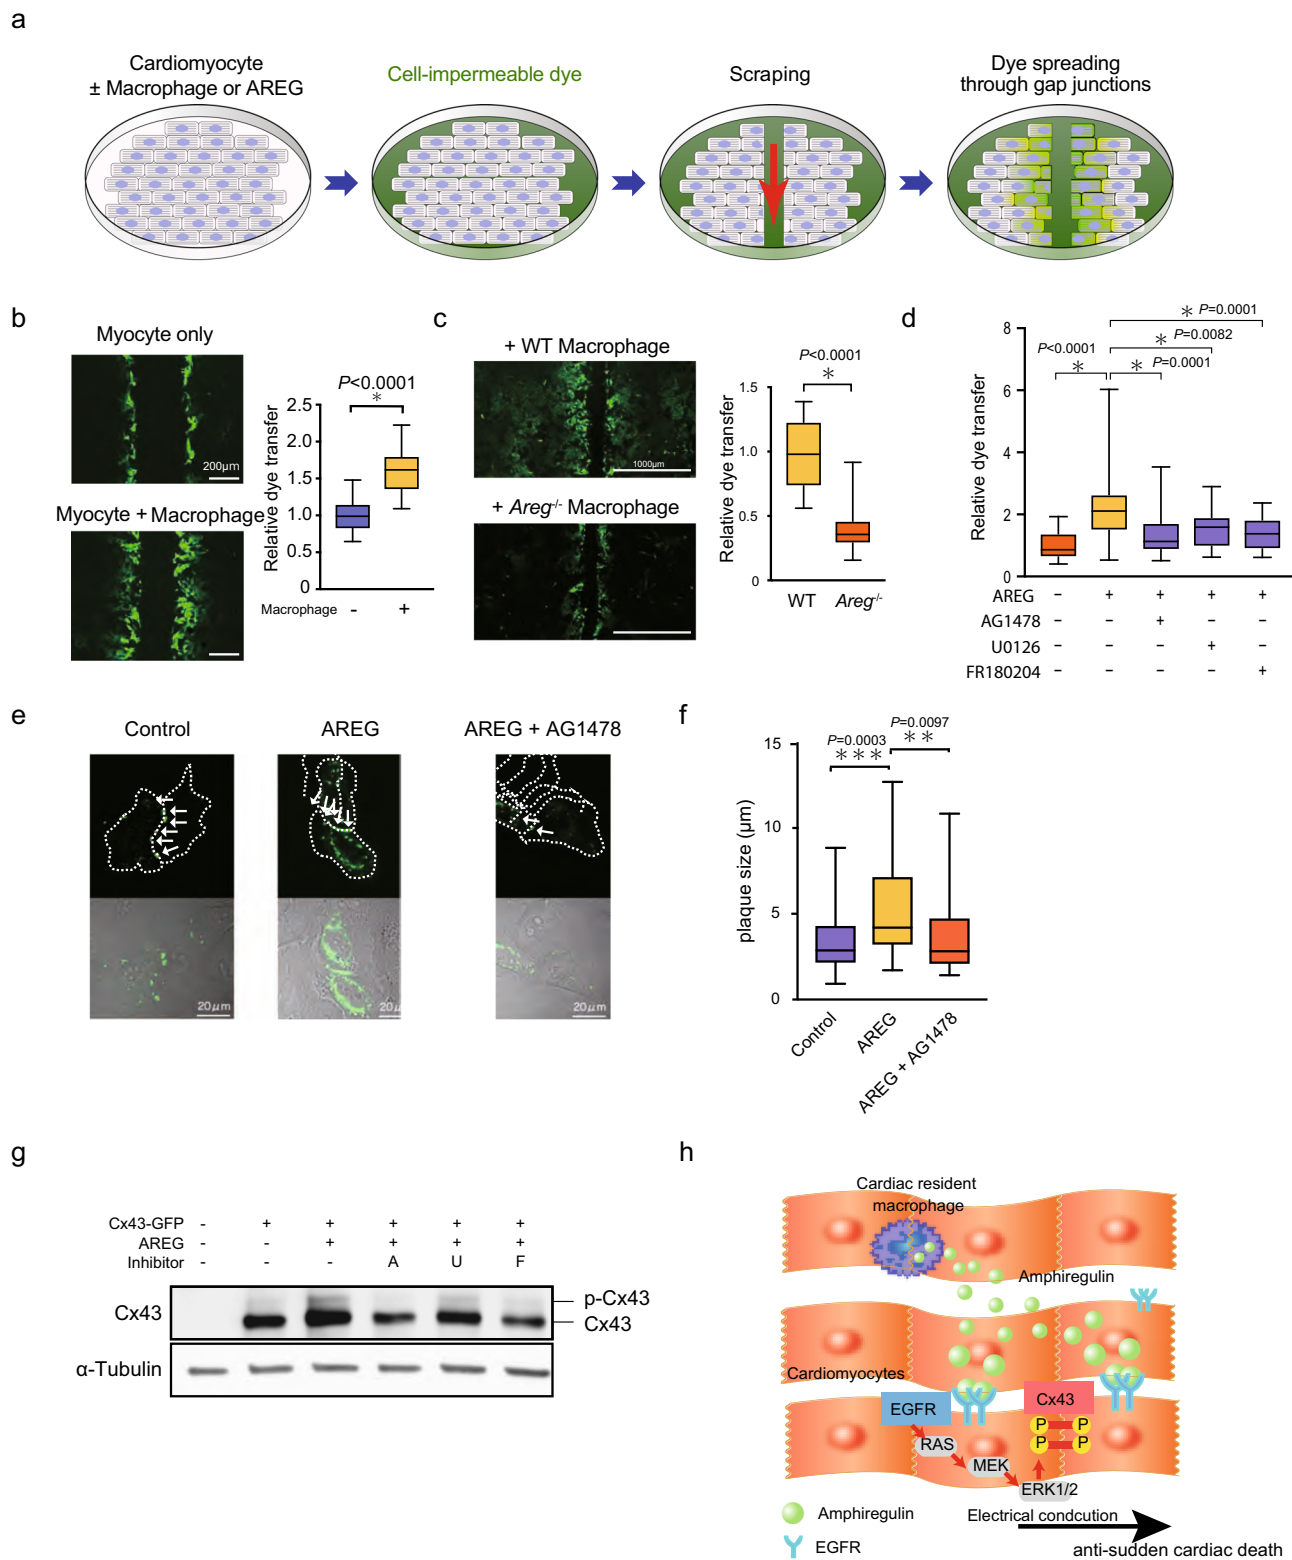 a
Cardiomyocyte
± Macrophage or AREG
Cell-impermeable dye
Scraping
Dye spreading
through gap junctions
b
Myocyte only
200μm
Myocyte + Macrophage
P<0.0001
*
Relative dye transfer
2.5
2.0
1.5
1.0
0.5
0
Macrophage - +
c
+ WT Macrophage
1000μm
+ Areg-/- Macrophage
P<0.0001
*
Relative dye transfer
1.5
1.0
0.5
0
WT Areg-/-
d
* P=0.0001
* P=0.0082
P<0.0001
* * P=0.0001
Relative dye transfer
8
6
4
2
0
AREG − + + + +
AG1478 − − + − −
U0126 − − − + −
FR180204 − − − − +
e
Control
AREG
AREG + AG1478
20μm
20μm
20μm
f
P=0.0097
**
P=0.0003
***
plaque size (μm)
15
10
5
0
Control
AREG
AREG + AG1478
g
Cx43-GFP - + + + + +
AREG - - + + + +
Inhibitor - - - A U F
Cx43
p-Cx43
Cx43
α-Tubulin
h
Cardiac resident
macrophage
Amphiregulin
Cardiomyocytes
EGFR
Cx43
P P
P P
RAS
MEK
ERK1/2
Amphiregulin
EGFR
Electrical condcution
anti-sudden cardiac death